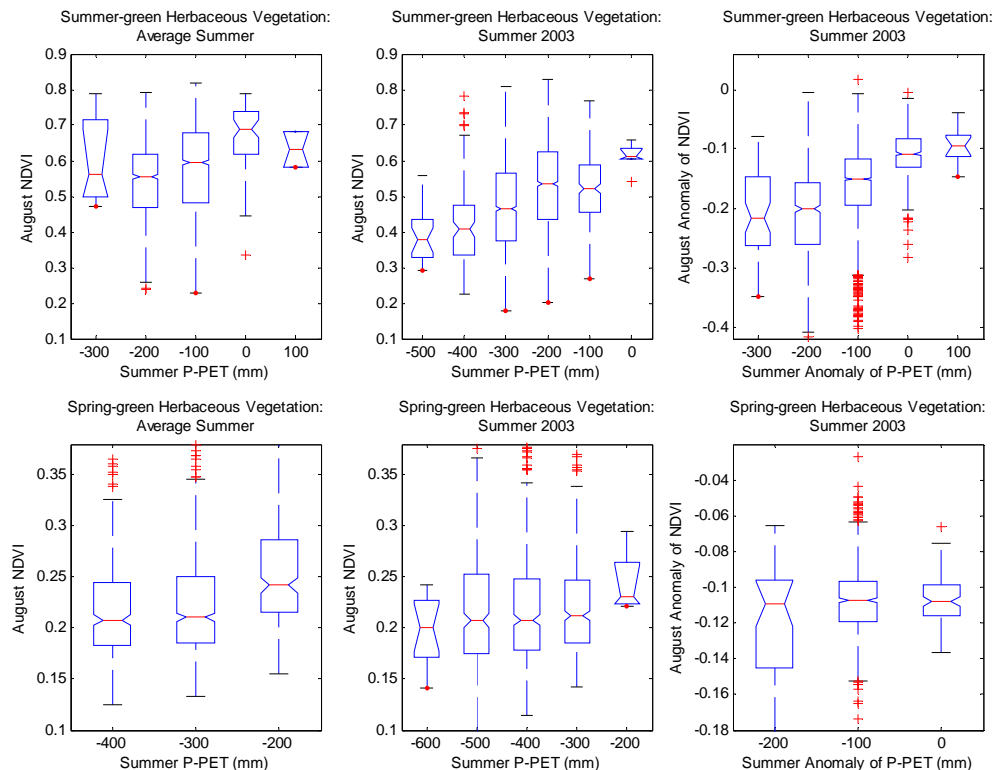 Summer-green Herbaceous Vegetation:
Average Summer
0.9
0.8
0.7
0.6
0.5
0.4
0.3
0.2
0.1
August NDVI
-300 -200 -100 0 100
Summer P-PET (mm)
Summer-green Herbaceous Vegetation:
Summer 2003
0.9
0.8
0.7
0.6
0.5
0.4
0.3
0.2
0.1
August NDVI
-500 -400 -300 -200 -100 0
Summer P-PET (mm)
Summer-green Herbaceous Vegetation:
Summer 2003
0
-0.1
-0.2
-0.3
-0.4
August Anomaly of NDVI
-300 -200 -100 0 100
Summer Anomaly of P-PET (mm)
Spring-green Herbaceous Vegetation:
Average Summer
0.35
0.3
0.25
0.2
0.15
0.1
August NDVI
-400 -300 -200
Summer P-PET (mm)
Spring-green Herbaceous Vegetation:
Summer 2003
0.35
0.3
0.25
0.2
0.15
0.1
August NDVI
-600 -500 -400 -300 -200
Summer P-PET (mm)
Spring-green Herbaceous Vegetation:
Summer 2003
-0.04
-0.06
-0.08
-0.1
-0.12
-0.14
-0.16
-0.18
August Anomaly of NDVI
-200 -100 0
Summer Anomaly of P-PET (mm)